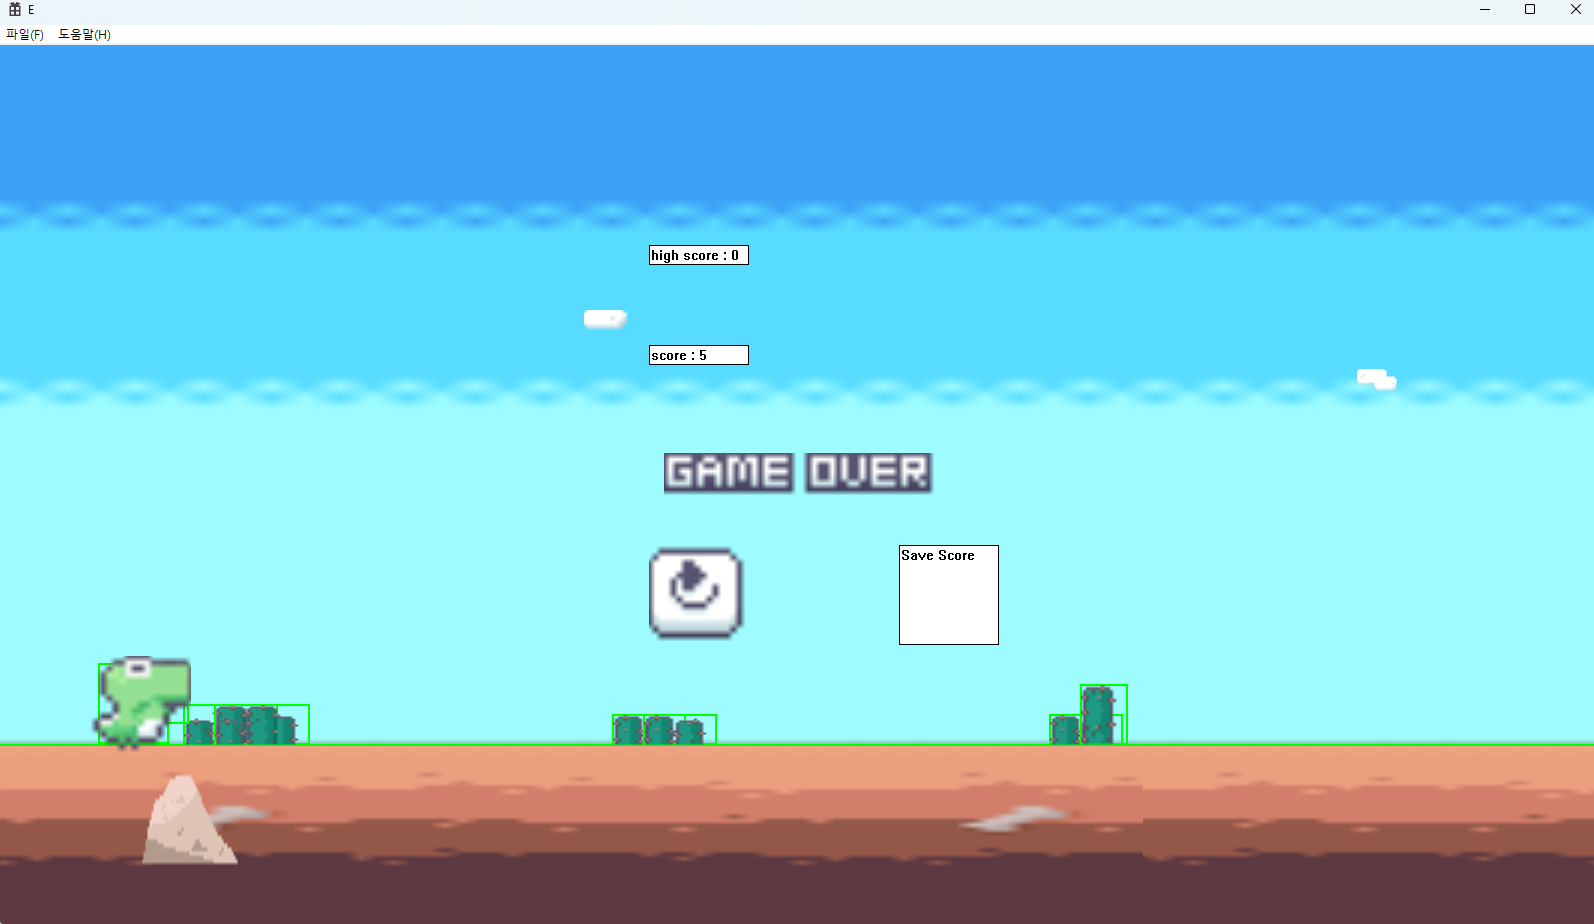 E
파일(F) 도움말(H)
high score : 0
score : 5
GAME OVER
Save Score